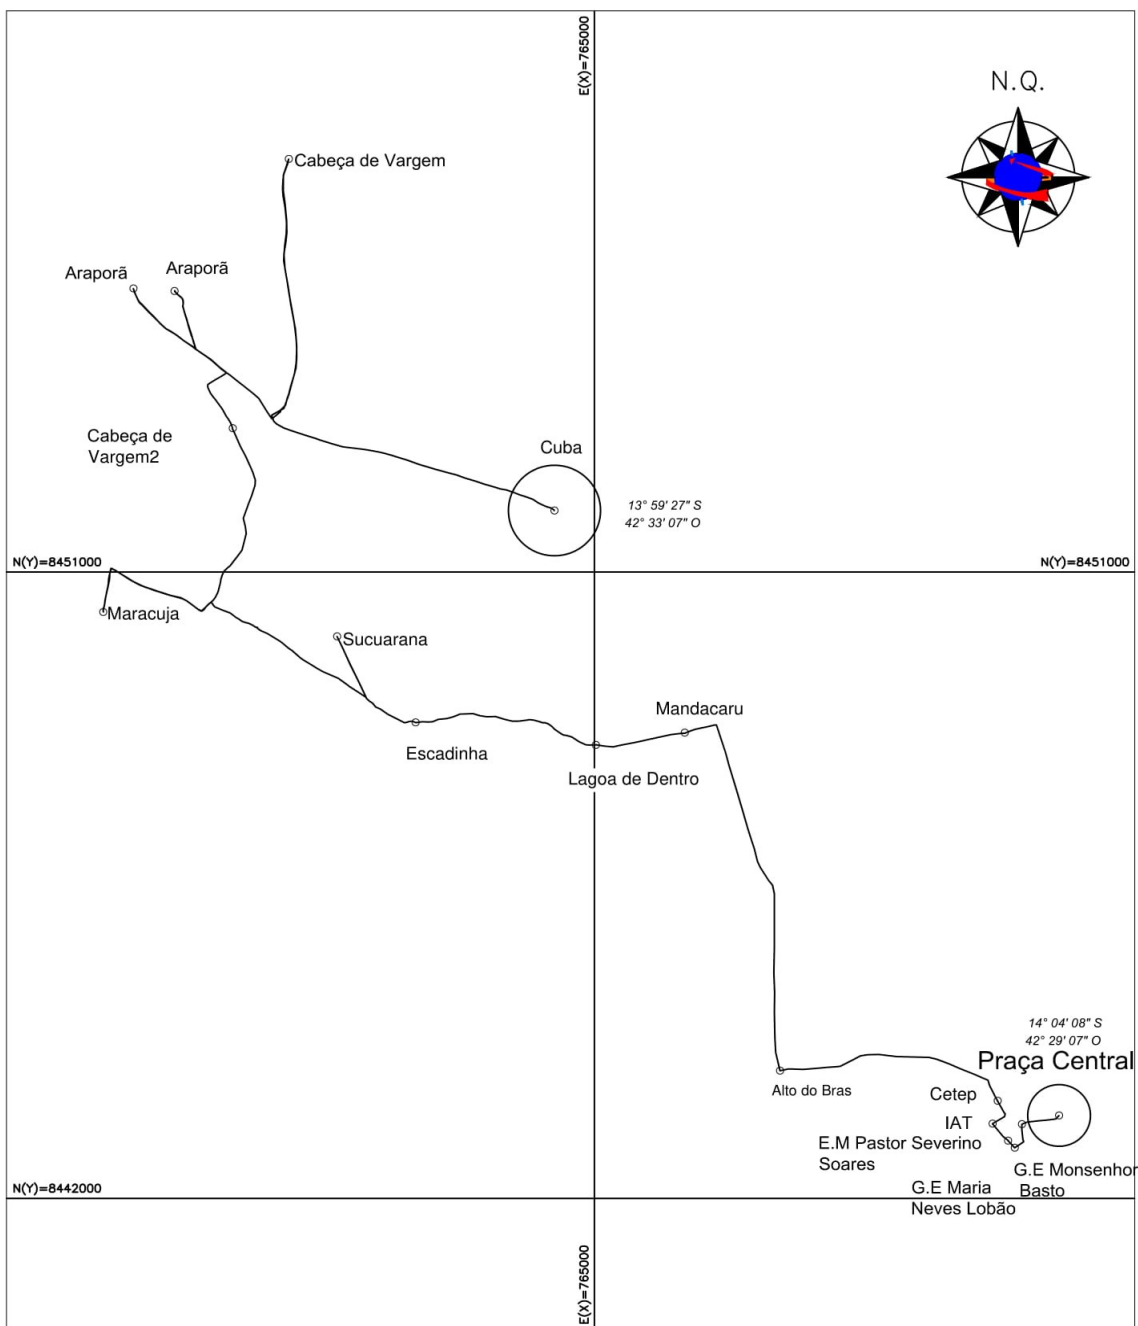 E(X)=765000
N.Q.
Cabeça de Vargem
Araporã
Araporã
Cabeça de
Vargem2
Cuba
13° 59' 27" S
42° 33' 07" O
N(Y)=8451000
N(Y)=8451000
Maracuja
Sucuarana
Mandacaru
Escadinha
Lagoa de Dentro
14° 04' 08" S
42° 29' 07" O
Praça Central
Alto do Bras
Cetep
IAT
E.M Pastor Severino
Soares
G.E Monsenhor
Basto
G.E Maria
Neves Lobão
N(Y)=8442000
E(X)=765000